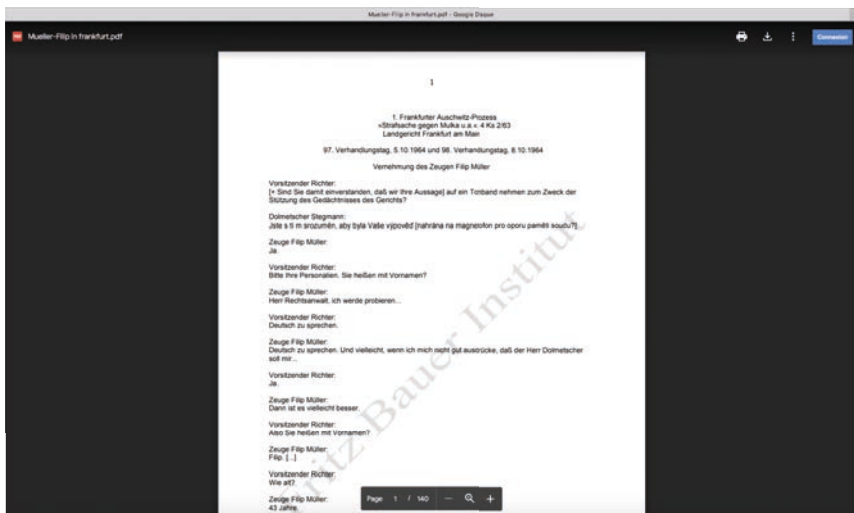 Mueller-Filip in frankfurt.pdf - Google Disque
Mueller-Filip in frankfurt.pdf
Connexion
1
1. Frankfurter Auschwitz-Prozess
»Strafsache gegen Mulka u.a.«, 4 Ks 2/63
Landgericht Frankfurt am Main
97. Verhandlungstag, 5.10.1964 und 98. Verhandlungstag, 8.10.1964
Vernehmung des Zeugen Filip Müller
Vorsitzender Richter:
[+ Sind Sie damit einverstanden, daß wir Ihre Aussage] auf ein Tonband nehmen zum Zweck der
Stützung des Gedächtnisses des Gerichts?
Dolmetscher Stegmann:
Jste s tím srozuměn, aby byla Vaše výpověď [nahrána na magnetofon pro oporu paměti soudu?]
Zeuge Filip Müller:
Ja.
Vorsitzender Richter:
Bitte Ihre Personalien. Sie heißen mit Vornamen?
Zeuge Filip Müller:
Herr Rechtsanwalt, ich werde probieren...
Vorsitzender Richter:
Deutsch zu sprechen.
Zeuge Filip Müller:
Deutsch zu sprechen. Und vielleicht, wenn ich mich nicht gut ausdrücke, daß der Herr Dolmetscher
soll mir...
Vorsitzender Richter:
Ja.
Zeuge Filip Müller:
Dann ist es vielleicht besser.
Vorsitzender Richter:
Also Sie heißen mit Vornamen?
Zeuge Filip Müller:
Filip. [...]
Vorsitzender Richter:
Wie alt?
Zeuge Filip Müller:
43 Jahre.
Fritz Bauer Institut
Page 1 / 140